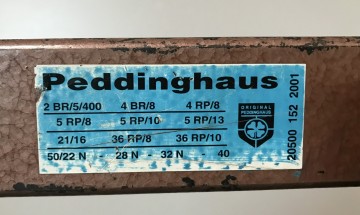 Peddinghaus
2 BR/5/400 4 BR/8 4 RP/8
5 RP/8 5 RP/10 5 RP/13
21/16 36 RP/8 36 RP/10
50/22 N 28 N - 32 N 40
ORIGINAL
PEDDINGHAUS
20500 152 2001